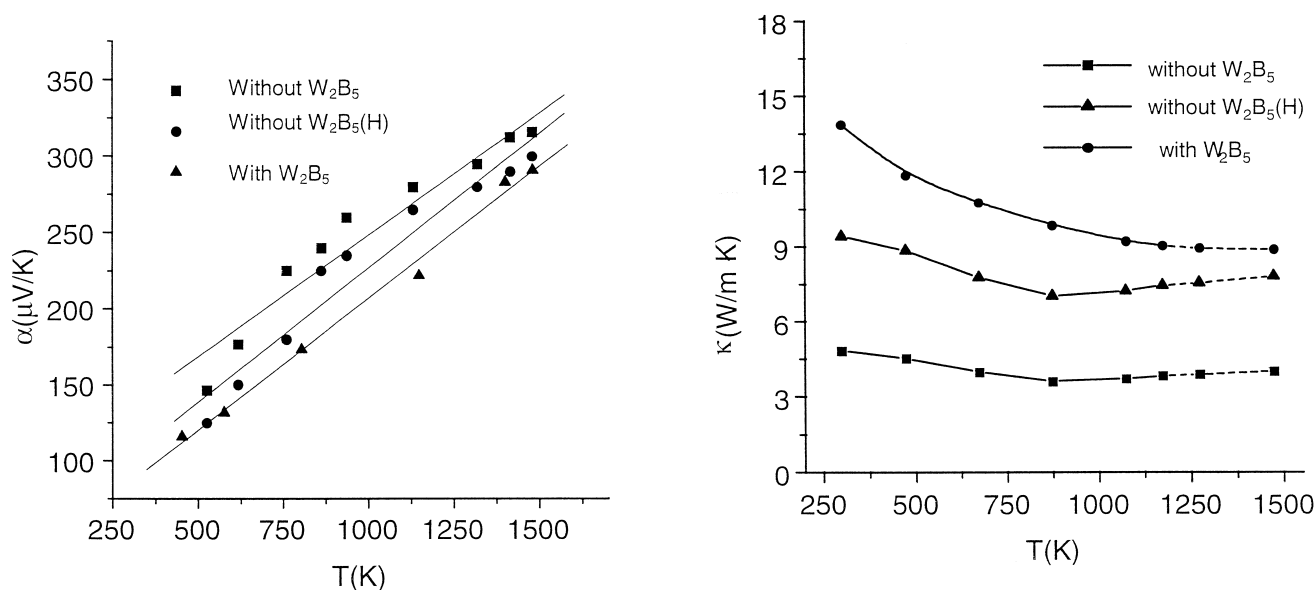 350
300
250
200
150
100
α(μV/K)
Without W₂B₅
Without W₂B₅(H)
With W₂B₅
250 500 750 1000 1250 1500
T(K)
18
15
12
9
6
3
0
κ(W/m K)
without W₂B₅
without W₂B₅(H)
with W₂B₅
250 500 750 1000 1250 1500
T(K)